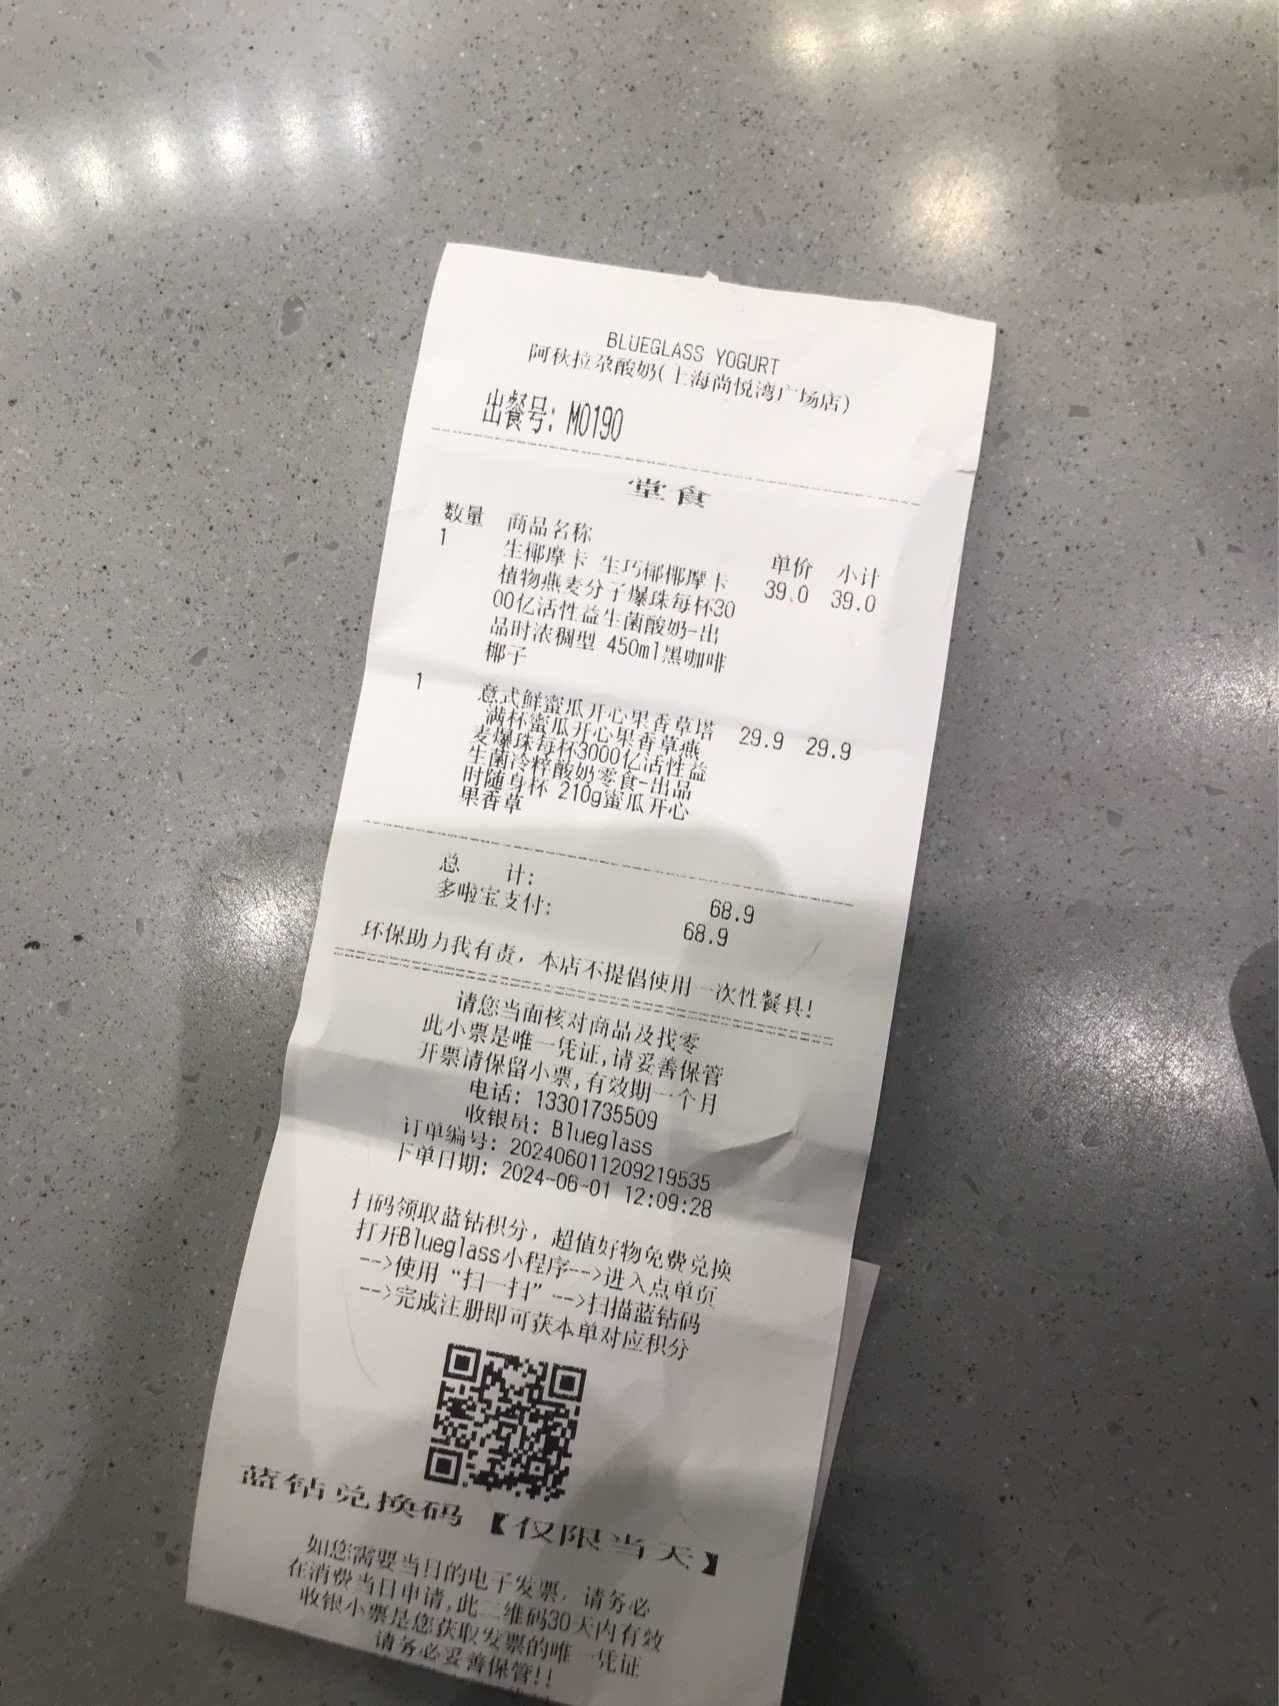 BLUEGLASS YOGURT
阿秋拉尕酸奶(上海尚悦湾广场店)
出餐号: M0190
堂食
数量 商品名称 单价 小计
1 生椰摩卡 生巧椰椰摩卡 39.0 39.0
植物燕麦分子爆珠每杯30
00亿活性益生菌酸奶-出
品时浓稠型 450ml黑咖啡
椰子
1 意式鲜蜜瓜开心果香草塔 29.9 29.9
满杯蜜瓜开心果香草燕
麦爆珠每杯3000亿活性益
生菌冷粹酸奶零食-出品
时随身杯 210g蜜瓜开心
果香草
总 计: 68.9
多啦宝支付: 68.9
环保助力我有责，本店不提倡使用一次性餐具!
请您当面核对商品及找零
此小票是唯一凭证,请妥善保管
开票请保留小票,有效期一个月
电话: 13301735509
收银员: Blueglass
订单编号: 202406011209219535
下单日期: 2024-06-01 12:09:28
扫码领取蓝钻积分，超值好物免费兑换
打开Blueglass小程序-->进入点单页
-->使用“扫一扫”-->扫描蓝钻码
-->完成注册即可获本单对应积分
蓝钻兑换码【仅限当天】
如您需要当日的电子发票，请务必
在消费当日申请,此二维码30天内有效
收银小票是您获取发票的唯一凭证
请务必妥善保管!!